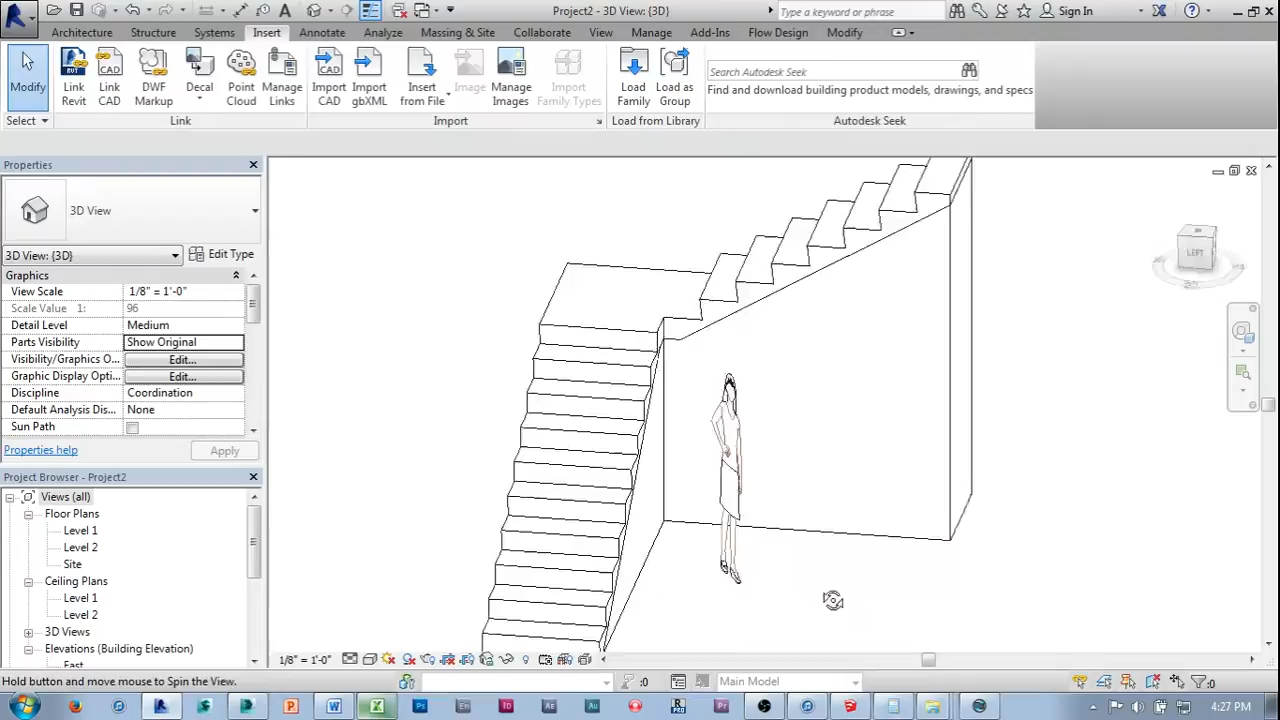 Project2 - 3D View: {3D}
Type a keyword or phrase
Sign In
Architecture Structure Systems Insert Annotate Analyze Massing & Site Collaborate View Manage Add-Ins Flow Design Modify
Modify
Link Revit
Link CAD
DWF Markup
Decal
Point Cloud
Manage Links
Import CAD
Import gbXML
Insert from File
Image
Manage Images
Import Family Types
Load Family
Load as Group
Search Autodesk Seek
Find and download building product models, drawings, and specs
Select Link Import Load from Library Autodesk Seek
Properties
3D View
3D View: {3D}
Edit Type
Graphics
View Scale 1/8" = 1'-0"
Scale Value 1: 96
Detail Level Medium
Parts Visibility Show Original
Visibility/Graphics O... Edit...
Graphic Display Opti... Edit...
Discipline Coordination
Default Analysis Dis... None
Sun Path
Properties help Apply
Project Browser - Project2
Views (all)
Floor Plans
Level 1
Level 2
Site
Ceiling Plans
Level 1
Level 2
3D Views
Elevations (Building Elevation)
East
LEFT
1/8" = 1'-0"
Hold button and move mouse to Spin the View.
:0
Main Model
:0
4:27 PM